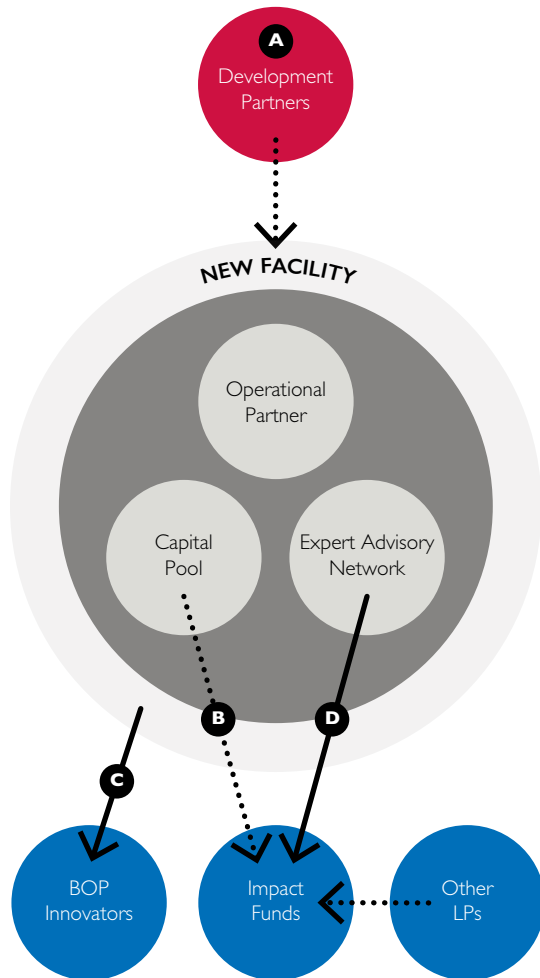 A
Development
Partners
NEW FACILITY
Operational
Partner
Capital
Pool
Expert Advisory
Network
B
D
C
BOP
Innovators
Impact
Funds
Other
LPs